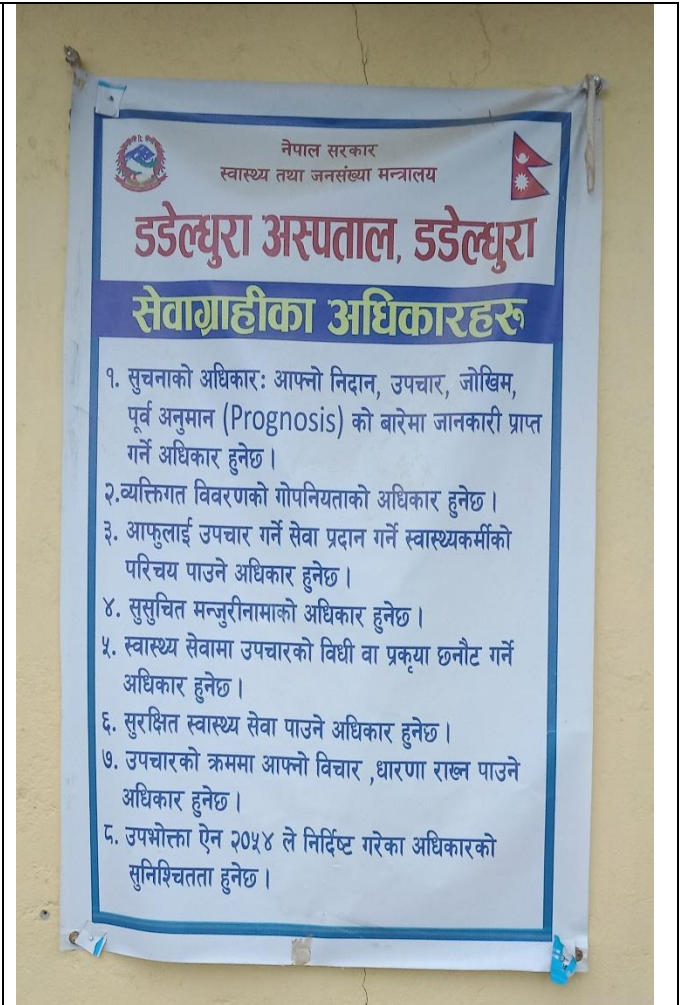 नेपाल सरकार
स्वास्थ्य तथा जनसंख्या मन्त्रालय
डडेल्धुरा अस्पताल, डडेल्धुरा
सेवाग्राहीका अधिकारहरू
१. सुचनाको अधिकार: आफ्नो निदान, उपचार, जोखिम,
पूर्व अनुमान (Prognosis) को बारेमा जानकारी प्राप्त
गर्ने अधिकार हुनेछ ।
२.व्यक्तिगत विवरणको गोपनियताको अधिकार हुनेछ ।
३. आफुलाई उपचार गर्ने सेवा प्रदान गर्ने स्वास्थ्यकर्मीको
परिचय पाउने अधिकार हुनेछ ।
४. सुसुचित मन्जुरीनामाको अधिकार हुनेछ ।
५. स्वास्थ्य सेवामा उपचारको विधी वा प्रकृया छनौट गर्ने
अधिकार हुनेछ ।
६. सुरक्षित स्वास्थ्य सेवा पाउने अधिकार हुनेछ ।
७. उपचारको क्रममा आफ्नो विचार ,धारणा राख्न पाउने
अधिकार हुनेछ ।
८. उपभोक्ता ऐन २०५४ ले निर्दिष्ट गरेका अधिकारको
सुनिश्चितता हुनेछ ।